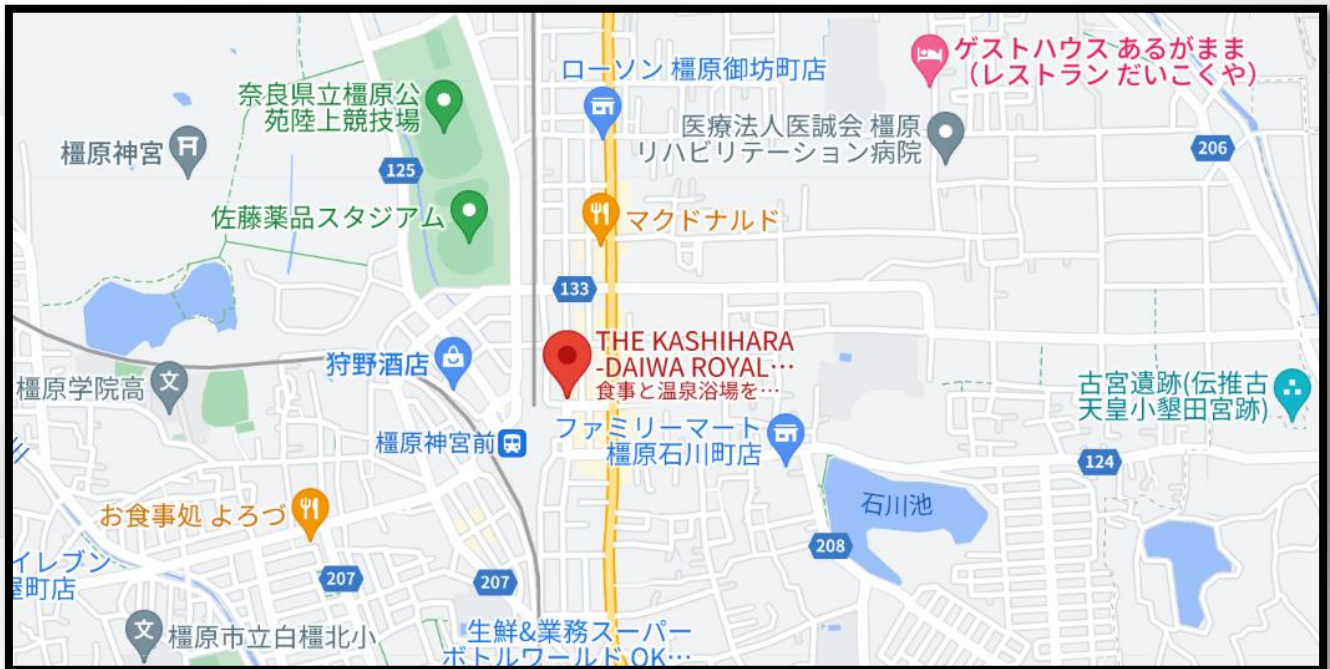 ローソン 橿原御坊町店
ゲストハウス あるがまま
（レストラン だいこくや）
奈良県立橿原公
苑陸上競技場
医療法人医誠会 橿原
リハビリテーション病院
206
橿原神宮
125
佐藤薬品スタジアム
マクドナルド
133
THE KASHIHARA
-DAIWA ROYAL…
食事と温泉浴場を…
狩野酒店
橿原学院高
古宮遺跡(伝推古
天皇小墾田宮跡)
ファミリーマート
橿原石川町店
橿原神宮前
124
石川池
お食事処 よろづ
208
イレブン
屋町店
207
207
橿原市立白橿北小
生鮮&業務スーパー
ボトルワールド OK…